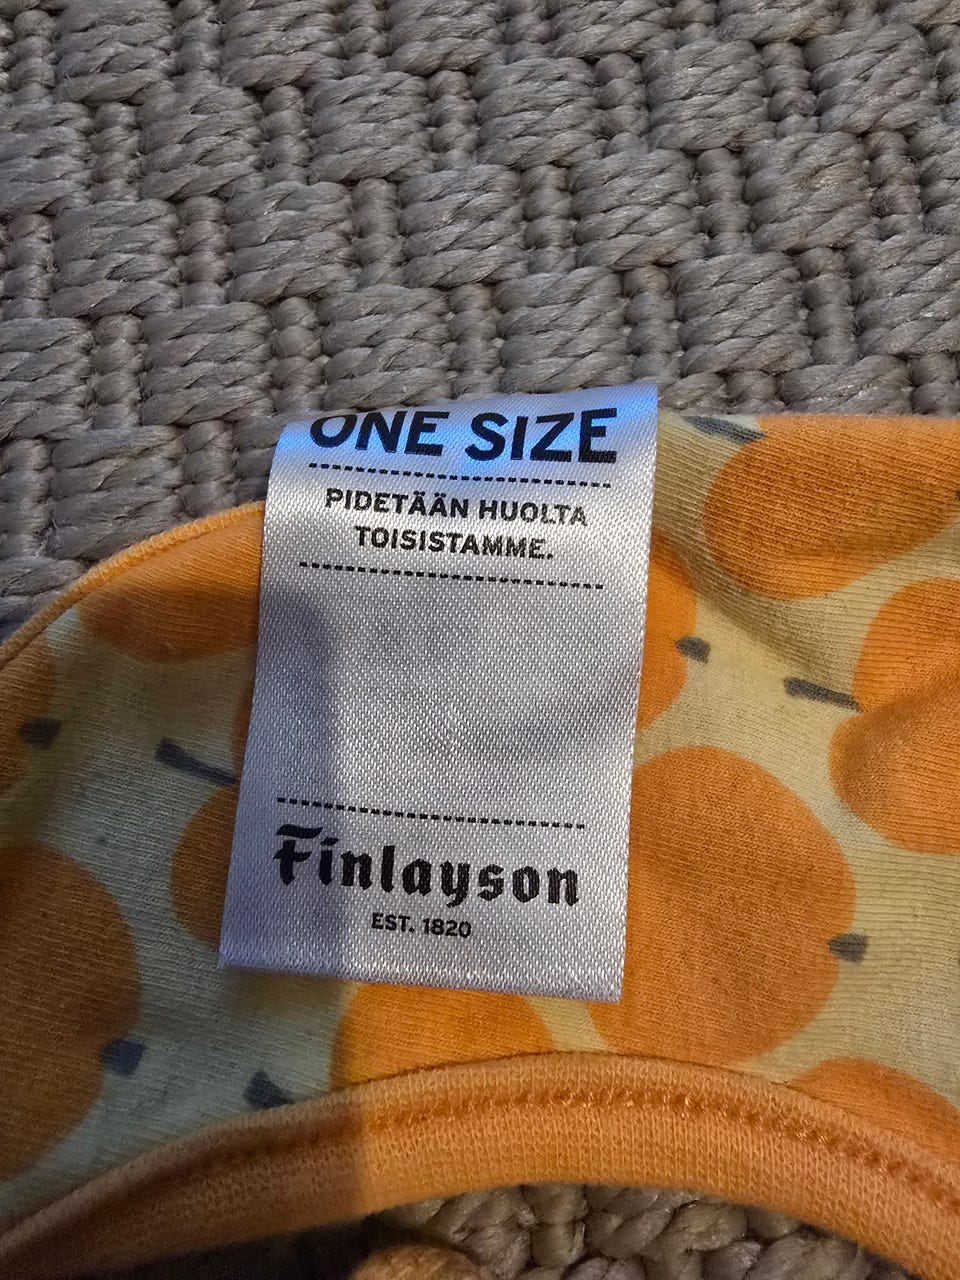 ONE SIZE
PIDETÄÄN HUOLTA
TOISISTAMME.
Finlayson
EST. 1820